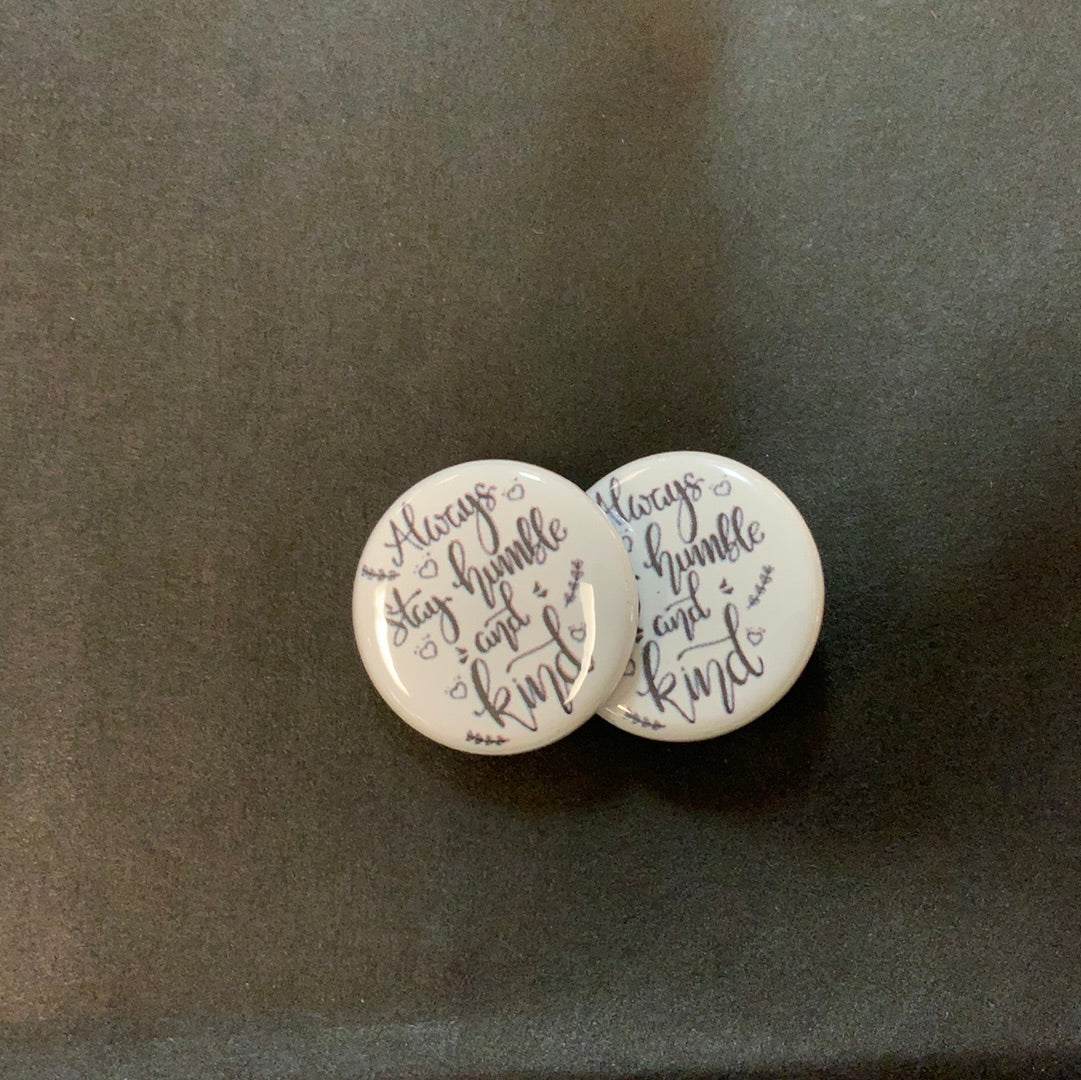 Always
Stay humble
and
kind
Always
humble
and
kind